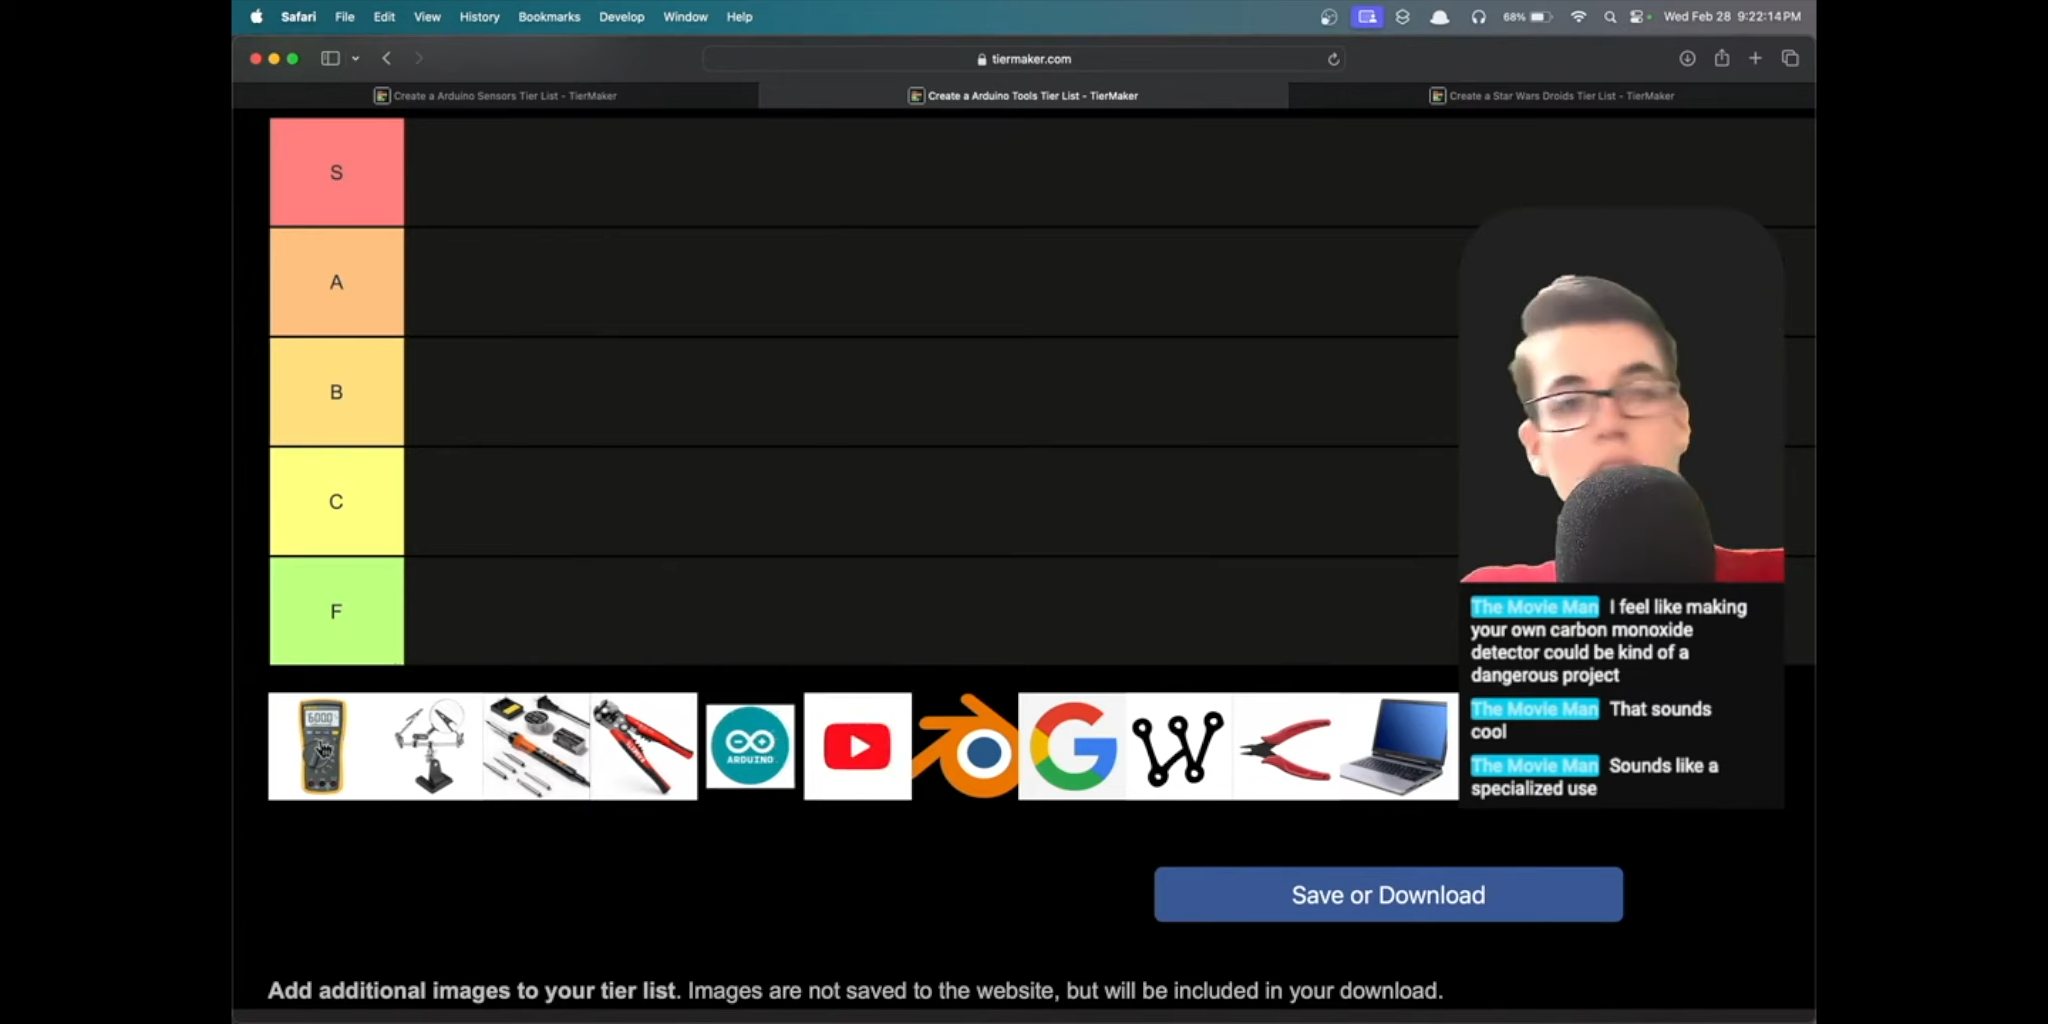 Safari File Edit View History Bookmarks Develop Window Help 68% Wed Feb 28 9:22:14 PM
tiermaker.com
Create a Arduino Sensors Tier List - TierMaker Create a Arduino Tools Tier List - TierMaker Create a Star Wars Droids Tier List - TierMaker
S
A
B
C
F
The Movie Man I feel like making
your own carbon monoxide
detector could be kind of a
dangerous project
The Movie Man That sounds
cool
The Movie Man Sounds like a
specialized use
ARDUINO
Save or Download
Add additional images to your tier list. Images are not saved to the website, but will be included in your download.